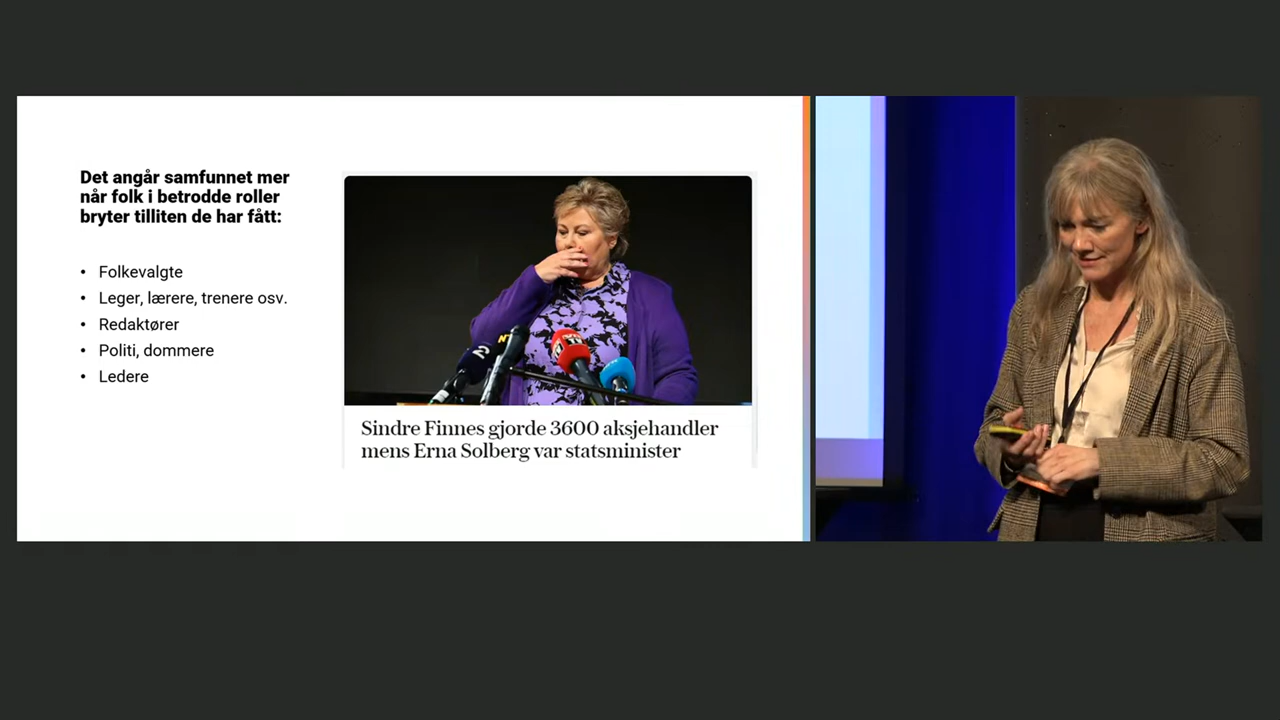 Det angår samfunnet mer
når folk i betrodde roller
bryter tilliten de har fått:
• Folkevalgte
• Leger, lærere, trenere osv.
• Redaktører
• Politi, dommere
• Ledere
Sindre Finnes gjorde 3600 aksjehandler
mens Erna Solberg var statsminister